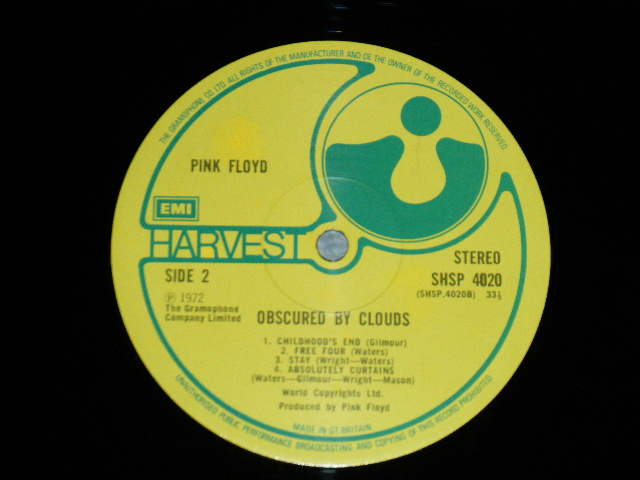 THE GRAMOPHONE CO. LTD. ALL RIGHTS OF THE MANUFACTURER AND OF THE OWNER OF THE RECORDED WORK RESERVED
PINK FLOYD
EMI
HARVEST
STEREO
SIDE 2
SHSP 4020
(SHSP.4020B) 33⅓
℗ 1972
The Gramophone
Company Limited
OBSCURED BY CLOUDS
1. CHILDHOOD'S END (Gilmour)
2. FREE FOUR (Waters)
3. STAY (Wright—Waters)
4. ABSOLUTELY CURTAINS
(Waters—Gilmour—Wright—Mason)
World Copyrights Ltd.
Produced by Pink Floyd
MADE IN GT BRITAIN
UNAUTHORISED PUBLIC PERFORMANCE BROADCASTING AND COPYING OF THIS RECORD PROHIBITED